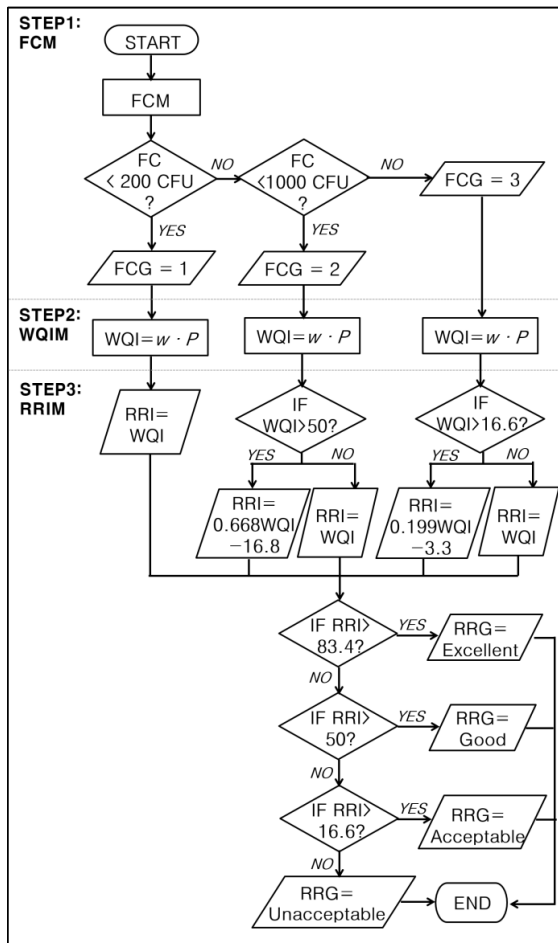 STEP1:
FCM
START
FCM
FC
< 200 CFU
?
NO
YES
FC
<1000 CFU
?
NO
YES
FCG = 3
FCG = 1
FCG = 2
STEP2:
WQIM
WQI=w · P
WQI=w · P
WQI=w · P
STEP3:
RRIM
RRI=
WQI
IF
WQI>50?
YES
NO
RRI=
0.668WQI
−16.8
RRI=
WQI
IF
WQI>16.6?
YES
NO
RRI=
0.199WQI
−3.3
RRI=
WQI
IF RRI>
83.4?
YES
RRG=
Excellent
NO
IF RRI>
50?
YES
RRG=
Good
NO
IF RRI>
16.6?
YES
RRG=
Acceptable
NO
RRG=
Unacceptable
END